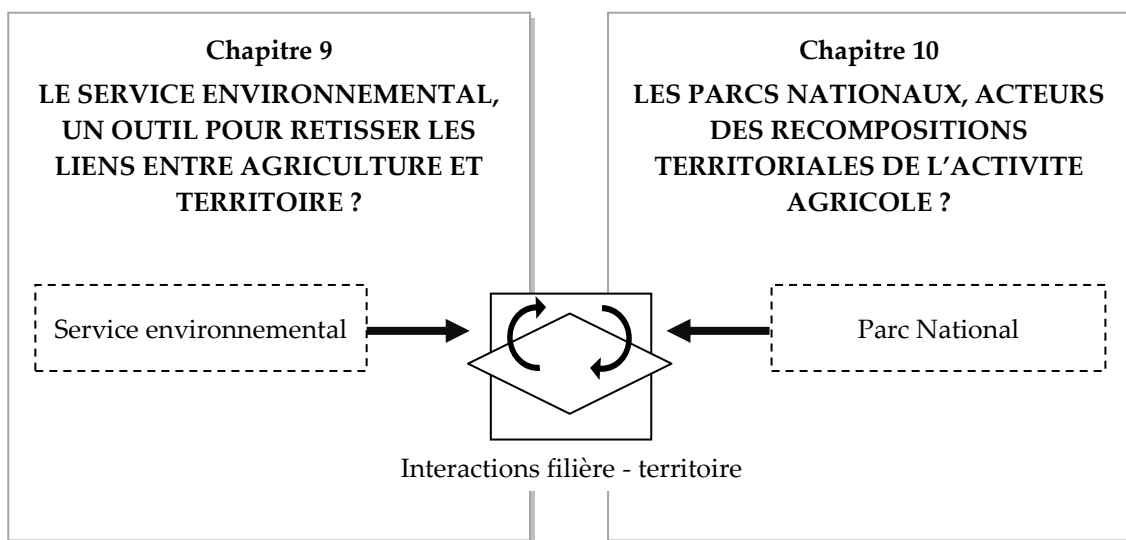 Chapitre 9
LE SERVICE ENVIRONNEMENTAL,
UN OUTIL POUR RETISSER LES
LIENS ENTRE AGRICULTURE ET
TERRITOIRE ?
Service environnemental
Chapitre 10
LES PARCS NATIONAUX, ACTEURS
DES RECOMPOSITIONS
TERRITORIALES DE L’ACTIVITE
AGRICOLE ?
Parc National
Interactions filière - territoire